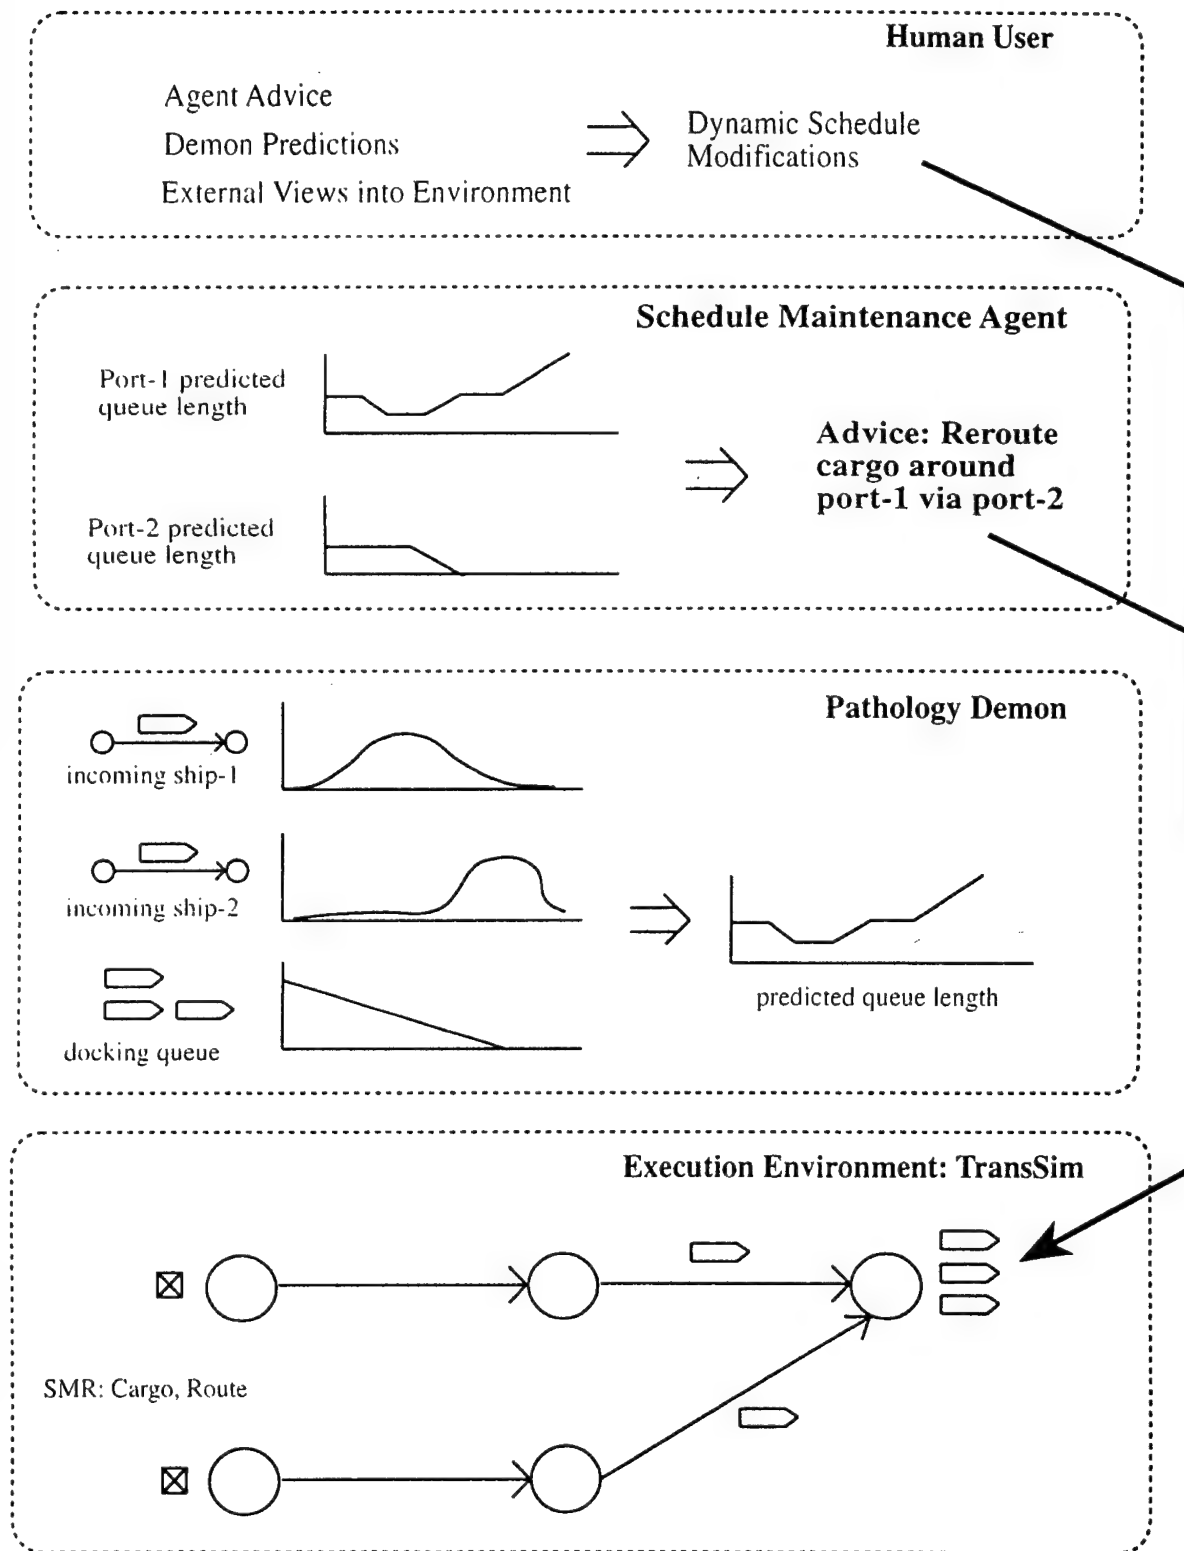 Human User
Agent Advice
Demon Predictions
External Views into Environment
Dynamic Schedule
Modifications
Schedule Maintenance Agent
Port-1 predicted
queue length
Port-2 predicted
queue length
Advice: Reroute
cargo around
port-1 via port-2
Pathology Demon
incoming ship-1
incoming ship-2
docking queue
predicted queue length
Execution Environment: TransSim
SMR: Cargo, Route